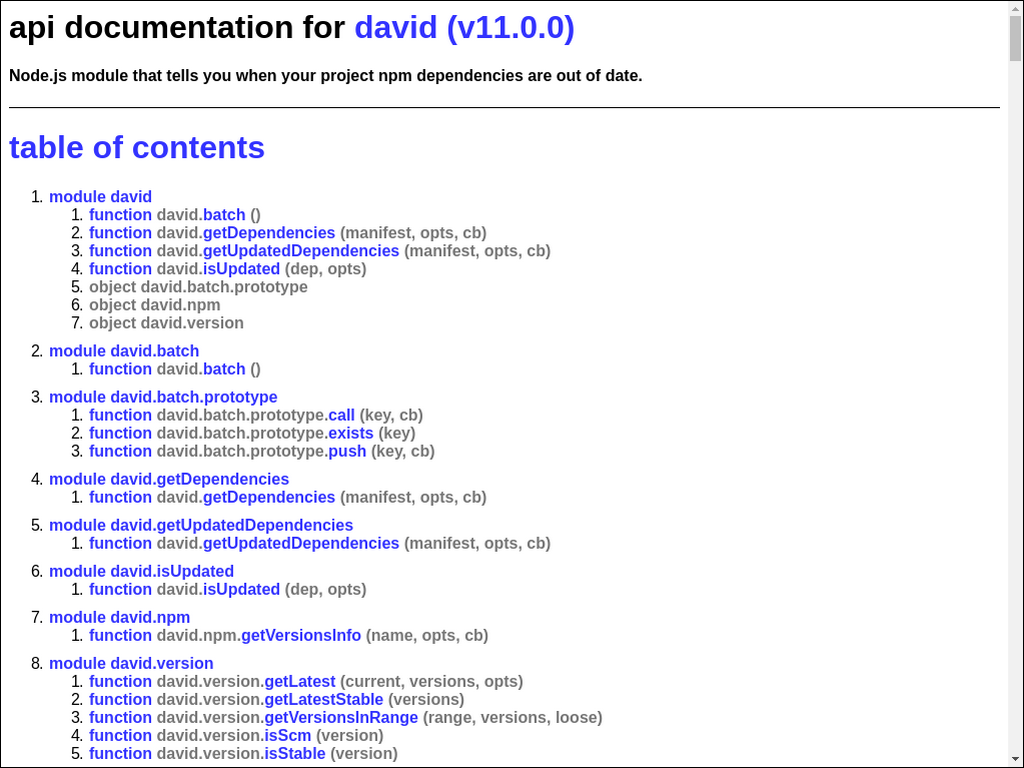 api documentation for david (v11.0.0)
Node.js module that tells you when your project npm dependencies are out of date.
table of contents
1. module david
1. function david.batch ()
2. function david.getDependencies (manifest, opts, cb)
3. function david.getUpdatedDependencies (manifest, opts, cb)
4. function david.isUpdated (dep, opts)
5. object david.batch.prototype
6. object david.npm
7. object david.version
2. module david.batch
1. function david.batch ()
3. module david.batch.prototype
1. function david.batch.prototype.call (key, cb)
2. function david.batch.prototype.exists (key)
3. function david.batch.prototype.push (key, cb)
4. module david.getDependencies
1. function david.getDependencies (manifest, opts, cb)
5. module david.getUpdatedDependencies
1. function david.getUpdatedDependencies (manifest, opts, cb)
6. module david.isUpdated
1. function david.isUpdated (dep, opts)
7. module david.npm
1. function david.npm.getVersionsInfo (name, opts, cb)
8. module david.version
1. function david.version.getLatest (current, versions, opts)
2. function david.version.getLatestStable (versions)
3. function david.version.getVersionsInRange (range, versions, loose)
4. function david.version.isScm (version)
5. function david.version.isStable (version)